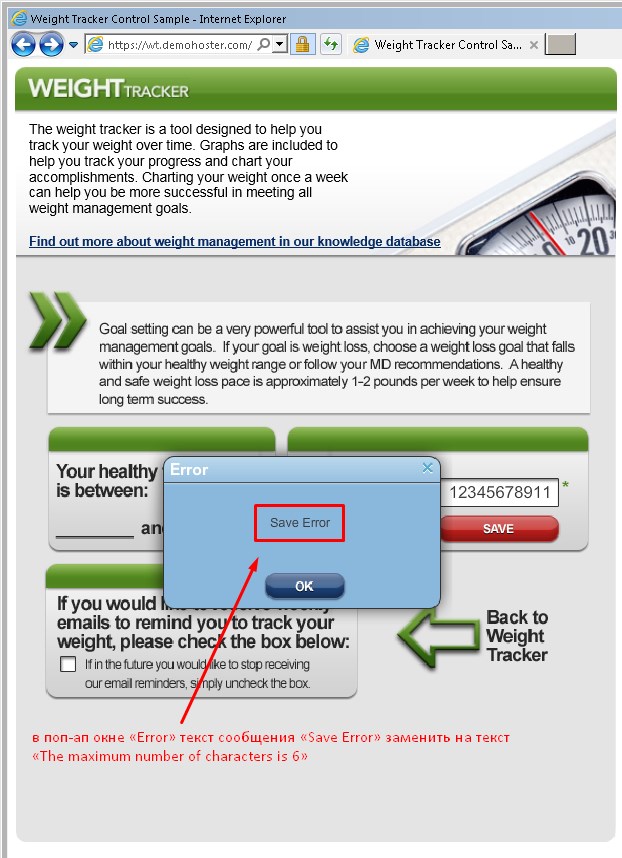 Weight Tracker Control Sample - Internet Explorer
https://wt.demohoster.com/
Weight Tracker Control Sa...
WEIGHTTRACKER
The weight tracker is a tool designed to help you
track your weight over time. Graphs are included to
help you track your progress and chart your
accomplishments. Charting your weight once a week
can help you be more successful in meeting all
weight management goals.
20
Find out more about weight management in our knowledge database
Goal setting can be a very powerful tool to assist you in achieving your weight
management goals. If your goal is weight loss, choose a weight loss goal that falls
within your healthy weight range or follow your MD recommendations. A healthy
and safe weight loss pace is approximately 1-2 pounds per week to help ensure
long term success.
Your healthy
is between:
and
Error
Save Error
OK
12345678911 *
SAVE
If you would like to receive weekly
emails to remind you to track your
weight, please check the box below:
If in the future you would like to stop receiving
our email reminders, simply uncheck the box.
Back to
Weight
Tracker
в поп-ап окне «Error» текст сообщения «Save Error» заменить на текст
«The maximum number of characters is 6»